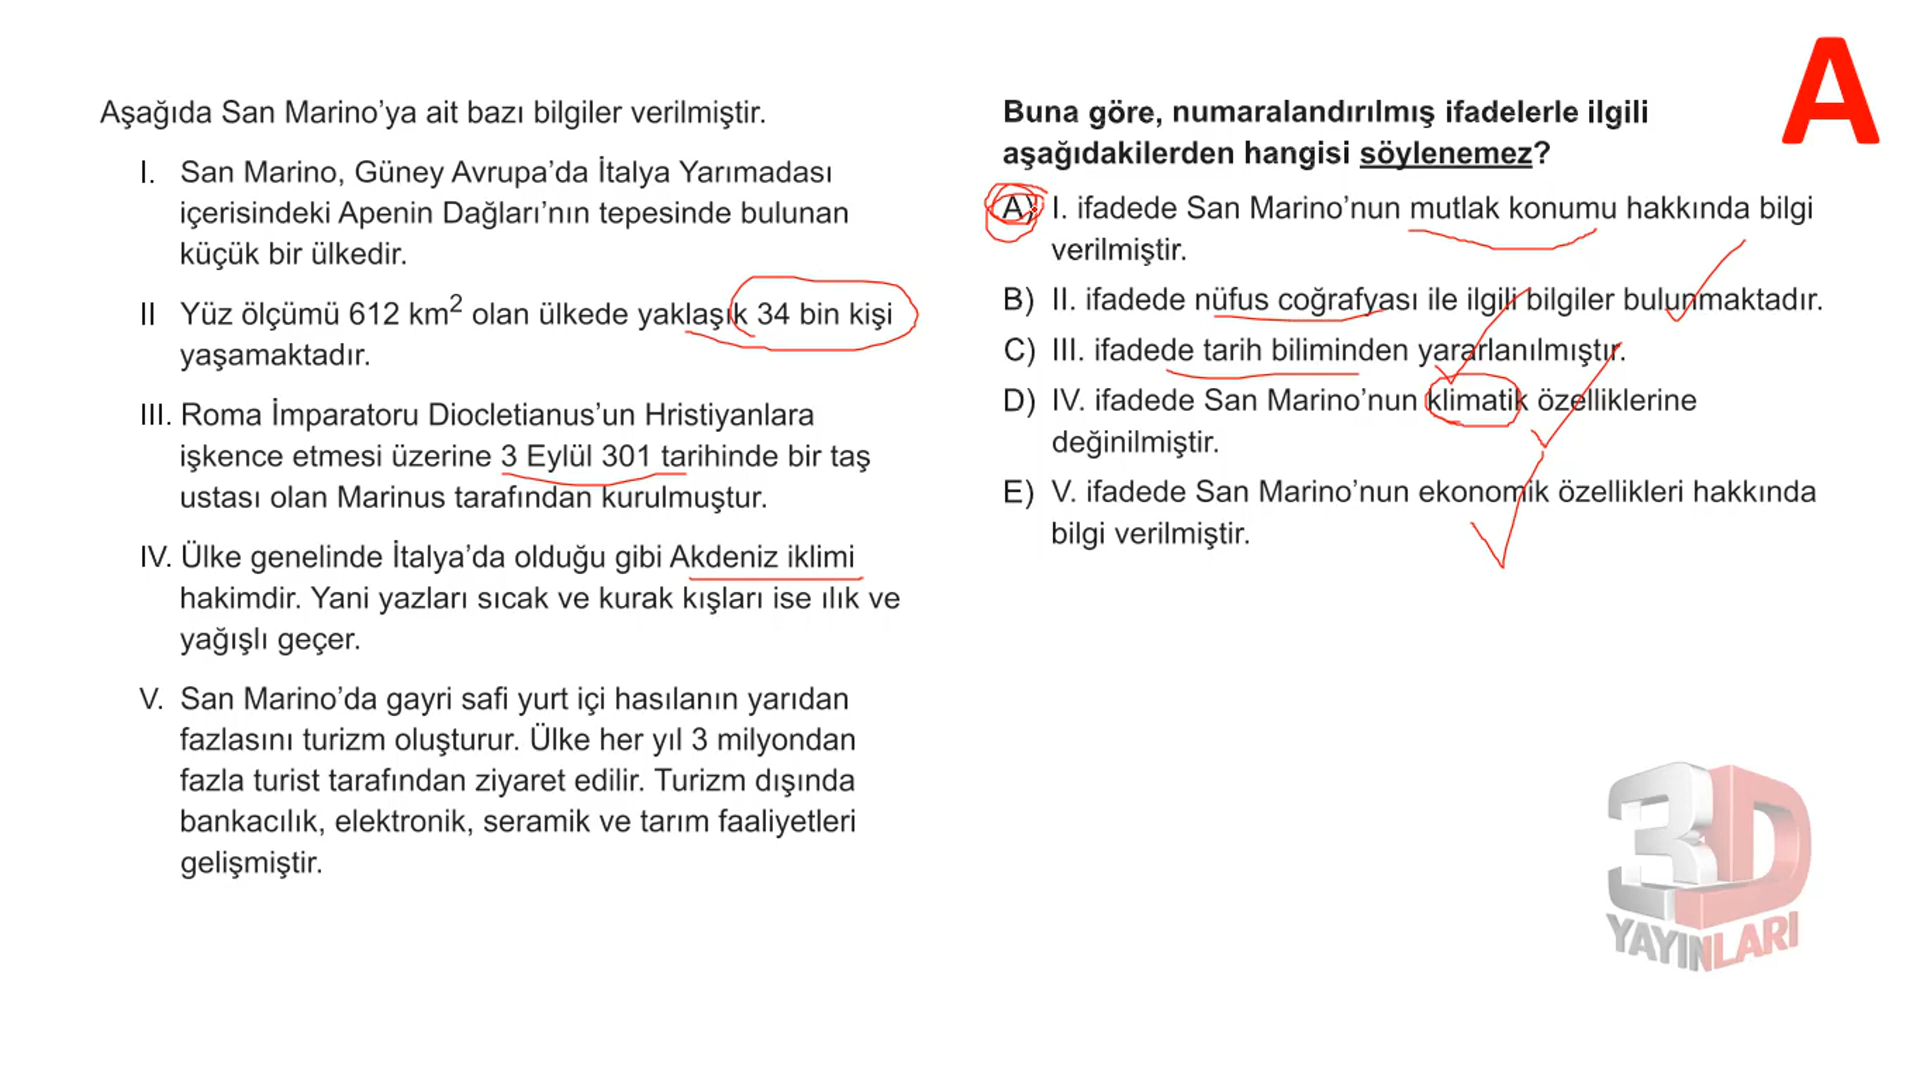 A
Aşağıda San Marino’ya ait bazı bilgiler verilmiştir.
I. San Marino, Güney Avrupa’da İtalya Yarımadası
içerisindeki Apenin Dağları’nın tepesinde bulunan
küçük bir ülkedir.
II Yüz ölçümü 612 km² olan ülkede yaklaşık 34 bin kişi
yaşamaktadır.
III. Roma İmparatoru Diocletianus’un Hristiyanlara
işkence etmesi üzerine 3 Eylül 301 tarihinde bir taş
ustası olan Marinus tarafından kurulmuştur.
IV. Ülke genelinde İtalya’da olduğu gibi Akdeniz iklimi
hakimdir. Yani yazları sıcak ve kurak kışları ise ılık ve
yağışlı geçer.
V. San Marino’da gayri safi yurt içi hasılanın yarıdan
fazlasını turizm oluşturur. Ülke her yıl 3 milyondan
fazla turist tarafından ziyaret edilir. Turizm dışında
bankacılık, elektronik, seramik ve tarım faaliyetleri
gelişmiştir.
Buna göre, numaralandırılmış ifadelerle ilgili
aşağıdakilerden hangisi söylenemez?
A) I. ifadede San Marino’nun mutlak konumu hakkında bilgi
verilmiştir.
B) II. ifadede nüfus coğrafyası ile ilgili bilgiler bulunmaktadır.
C) III. ifadede tarih biliminden yararlanılmıştır.
D) IV. ifadede San Marino’nun klimatik özelliklerine
değinilmiştir.
E) V. ifadede San Marino’nun ekonomik özellikleri hakkında
bilgi verilmiştir.
3D
YAYINLARI